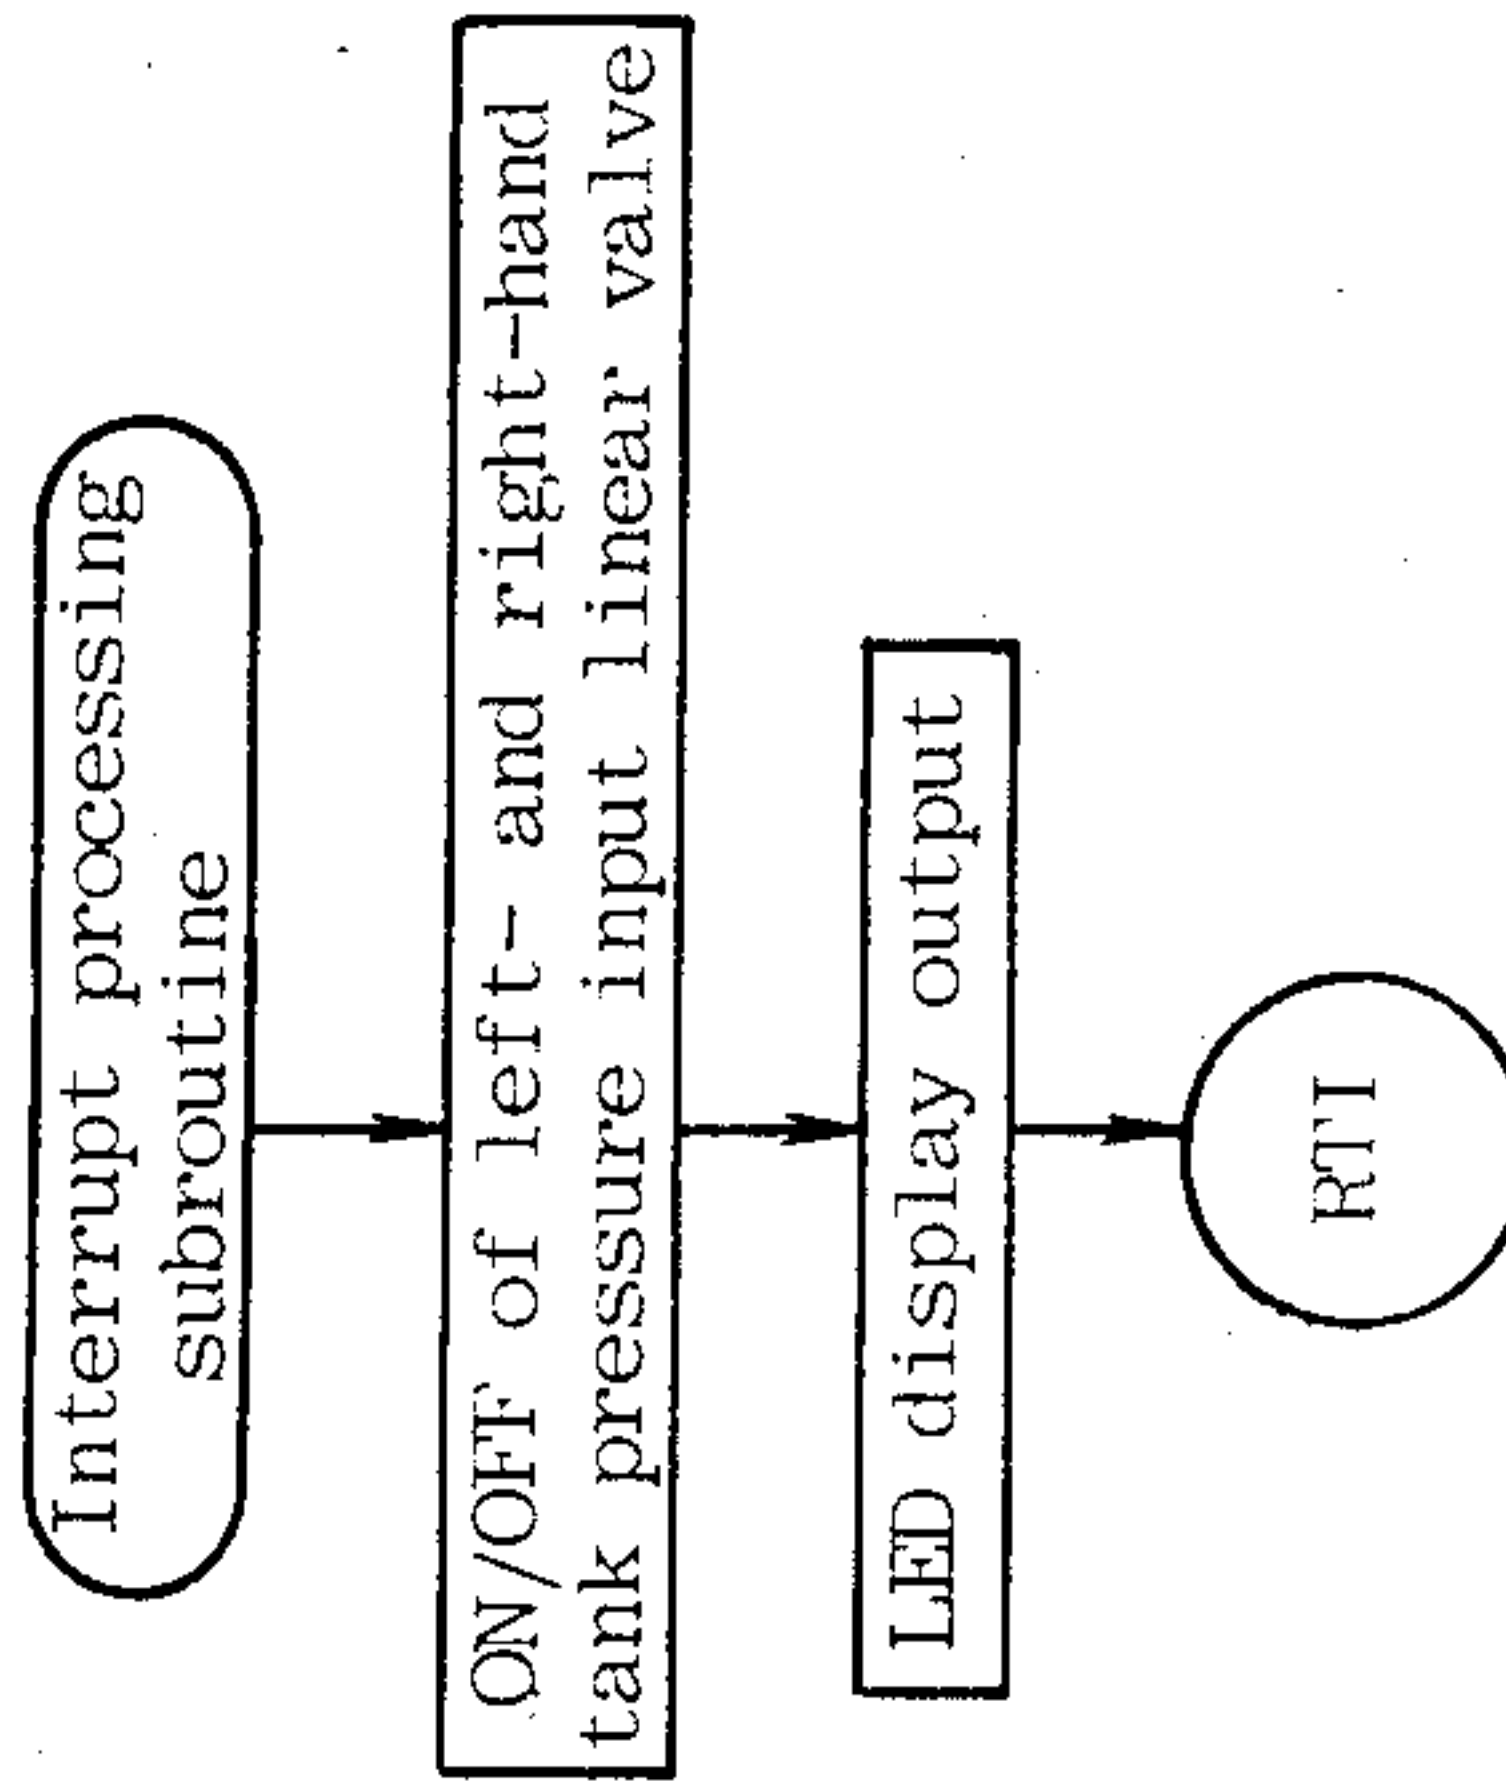 Interrupt processing
subroutine
ON/OFF of left- and right-hand
tank pressure input linear valve
LED display output
RTI